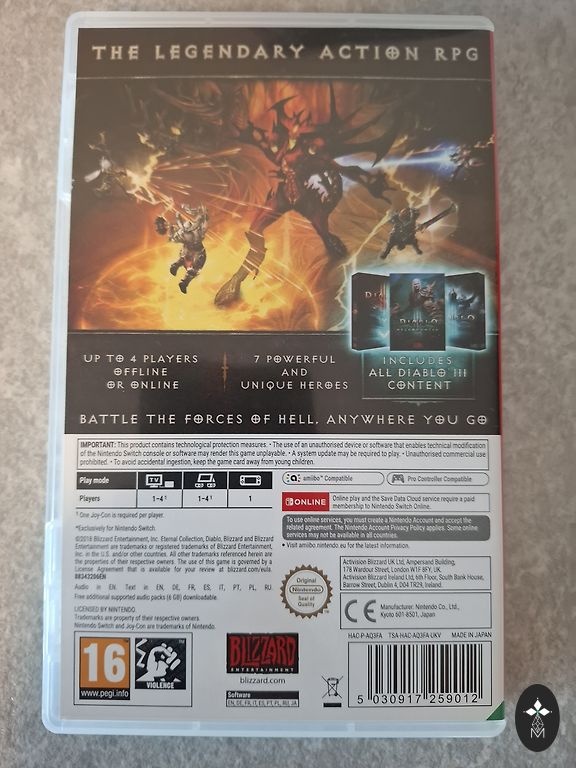 THE LEGENDARY ACTION RPG
DIABLO
UP TO 4 PLAYERS
OFFLINE
OR ONLINE
7 POWERFUL
AND
UNIQUE HEROES
INCLUDES
ALL DIABLO III
CONTENT
BATTLE THE FORCES OF HELL, ANYWHERE YOU GO
IMPORTANT: This product contains technological protection measures. • The use of an unauthorised device or software that enables technical modification
of the Nintendo Switch console or software may render this game unplayable. • A system update may be required to play. • Unauthorised commercial use
prohibited. • To avoid accidental ingestion, keep the game card away from young children.
Play mode
TV
Players
1-4¹
1-4¹
1
amiibo™ Compatible
Pro Controller Compatible
¹ One Joy-Con is required per player.
ONLINE
Online play and the Save Data Cloud service require a paid
membership to Nintendo Switch Online.
*Exclusively for Nintendo Switch.
To use online services, you must create a Nintendo Account and accept the
related agreement. The Nintendo Account Privacy Policy applies. Some online
services may not be available in all countries.
• Visit amiibo.nintendo.eu for the latest information.
©2018 Blizzard Entertainment, Inc. Eternal Collection, Diablo, Blizzard and Blizzard
Entertainment are trademarks or registered trademarks of Blizzard Entertainment,
Inc. in the U.S. and/or other countries. All other trademarks referenced herein are
the properties of their respective owners. The use of this game is governed by a
License Agreement that is available for your review at blizzard.com/eula.
88343206EN
Audio in EN. Text in EN, DE, FR, ES, IT, PT, PL, RU.
Free additional supported audio packs (6 GB) downloadable.
LICENSED BY NINTENDO.
Trademarks are property of their respective owners.
Nintendo Switch and Joy-Con are trademarks of Nintendo.
Original
Nintendo
Seal of
Quality
Activision Blizzard UK Ltd, Ampersand Building,
178 Wardour Street, London W1F 8FY, UK.
Activision Blizzard Ireland Ltd, 6th Floor, South Bank House,
Barrow Street, Dublin 4, D04 TR29, Ireland.
CE
Manufacturer: Nintendo Co., Ltd.,
Kyoto 601-8501, Japan
HAC P-AQ3FA TSA-HAC-AQ3FA-UKV MADE IN JAPAN
16
www.pegi.info
VIOLENCE
BLIZZARD
ENTERTAINMENT
blizzard.com
Software
EN, DE, FR, IT, ES, PT, PL, RU, JA
5 030917 259012
M